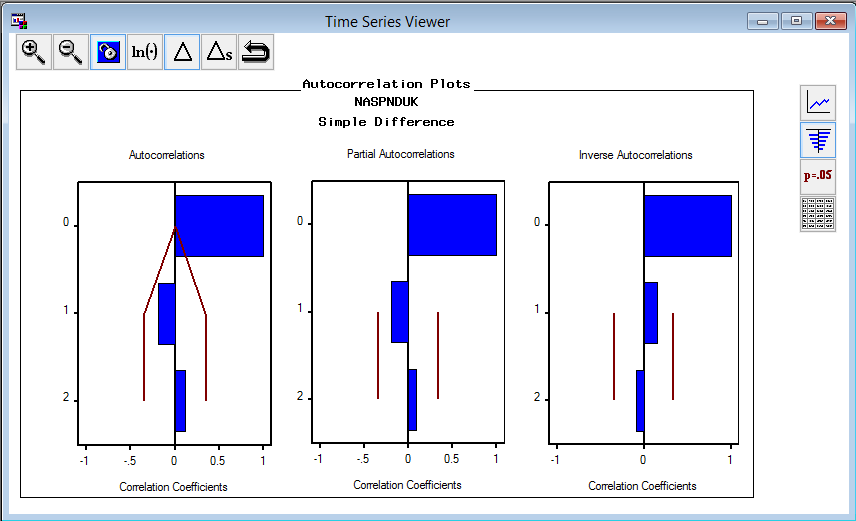 Time Series Viewer
ln(·) Δ Δs
Autocorrelation Plots
NASPNDUK
Simple Difference
Autocorrelations
Partial Autocorrelations
Inverse Autocorrelations
p=.05
0
1
2
-1 -.5 0 0.5 1
Correlation Coefficients
0
1
2
-1 -.5 0 0.5 1
Correlation Coefficients
0
1
2
-1 0 1
Correlation Coefficients